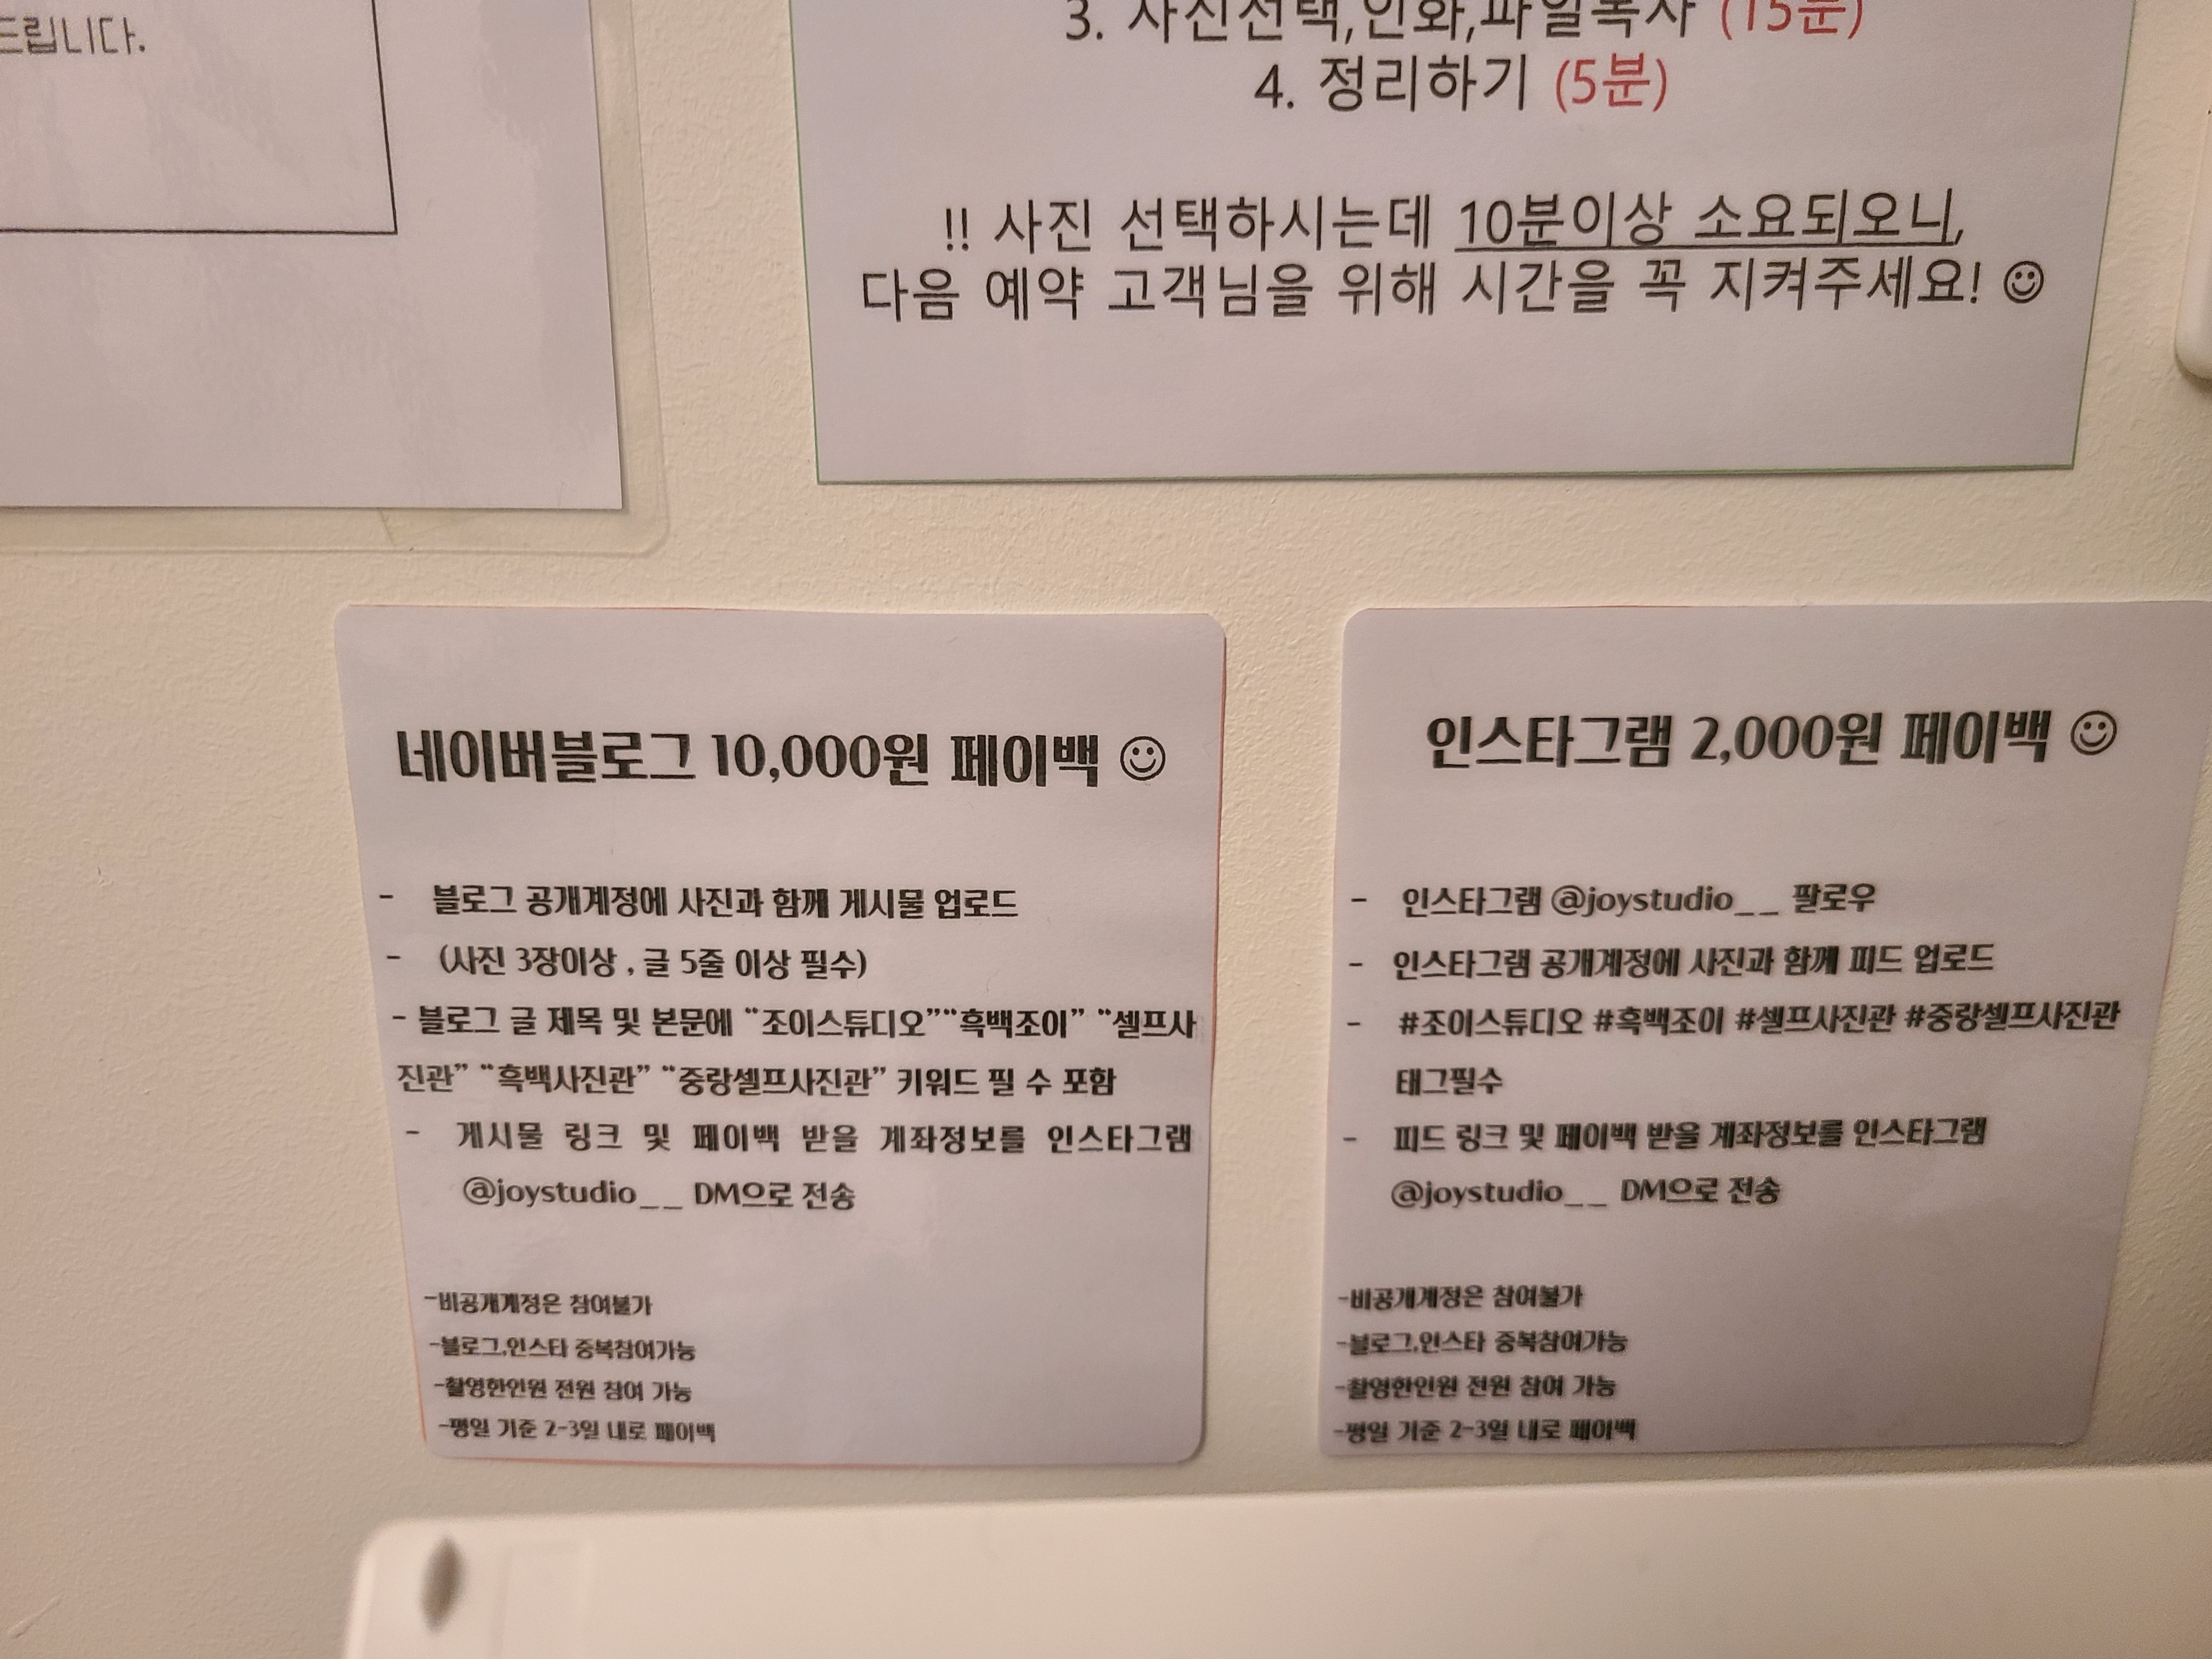 드립니다.
3. 사진선택,인화,파일복사 (15분)
4. 정리하기 (5분)
!! 사진 선택하시는데 10분이상 소요되오니,
다음 예약 고객님을 위해 시간을 꼭 지켜주세요! ☺
네이버블로그 10,000원 페이백 ☺
- 블로그 공개계정에 사진과 함께 게시물 업로드
- (사진 3장이상 , 글 5줄 이상 필수)
- 블로그 글 제목 및 본문에 “조이스튜디오”“흑백조이” “셀프사
진관” “흑백사진관” “중랑셀프사진관” 키워드 필 수 포함
- 게시물 링크 및 페이백 받을 계좌정보를 인스타그램
@joystudio__ DM으로 전송
-비공개계정은 참여불가
-블로그,인스타 중복참여가능
-촬영한인원 전원 참여 가능
-평일 기준 2-3일 내로 페이백
인스타그램 2,000원 페이백 ☺
- 인스타그램 @joystudio__ 팔로우
- 인스타그램 공개계정에 사진과 함께 피드 업로드
- #조이스튜디오 #흑백조이 #셀프사진관 #중랑셀프사진관
태그필수
- 피드 링크 및 페이백 받을 계좌정보를 인스타그램
@joystudio__ DM으로 전송
-비공개계정은 참여불가
-블로그,인스타 중복참여가능
-촬영한인원 전원 참여 가능
-평일 기준 2-3일 내로 페이백